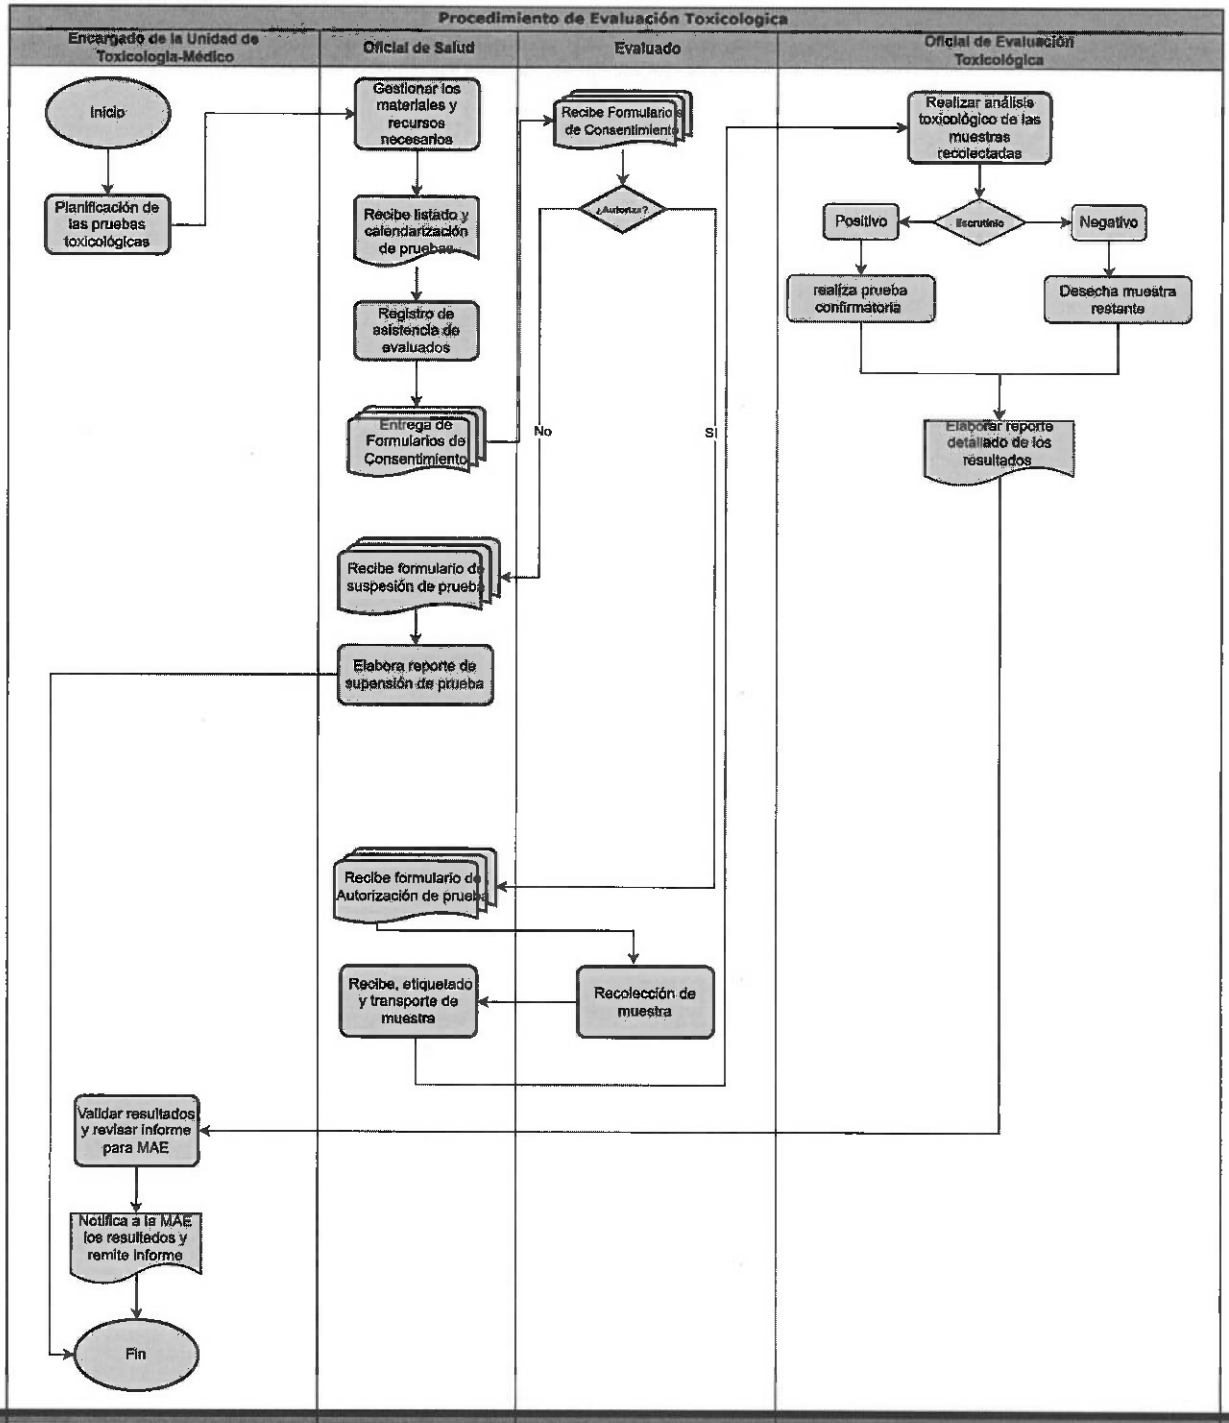 Procedimiento de Evaluación Toxicologica
Encargado de la Unidad de
Toxicologia-Médico
Oficial de Salud
Evaluado
Oficial de Evaluación
Toxicológica
Inicio
Planificación de
las pruebas
toxicológicas
Gestionar los
materiales y
recursos
necesarios
Recibe listado y
calendarización
de pruebas
Registro de
asistencia de
evaluados
Entrega de
Formularios de
Consentimiento
Recibe Formularios
de Consentimiento
¿Autoriza?
No
SI
Realizar análisis
toxicológico de las
muestras
recolectadas
Escrutinio
Positivo
Negativo
realiza prueba
confirmatoria
Desecha muestra
restante
Elaborar reporte
detallado de los
resultados
Recibe formulario de
suspesión de prueba
Elabora reporte de
supensión de prueba
Recibe formulario de
Autorización de prueba
Recibe, etiquetado
y transporte de
muestra
Recolección de
muestra
Validar resultados
y revisar informe
para MAE
Notifica a la MAE
los resultados y
remite informe
Fin